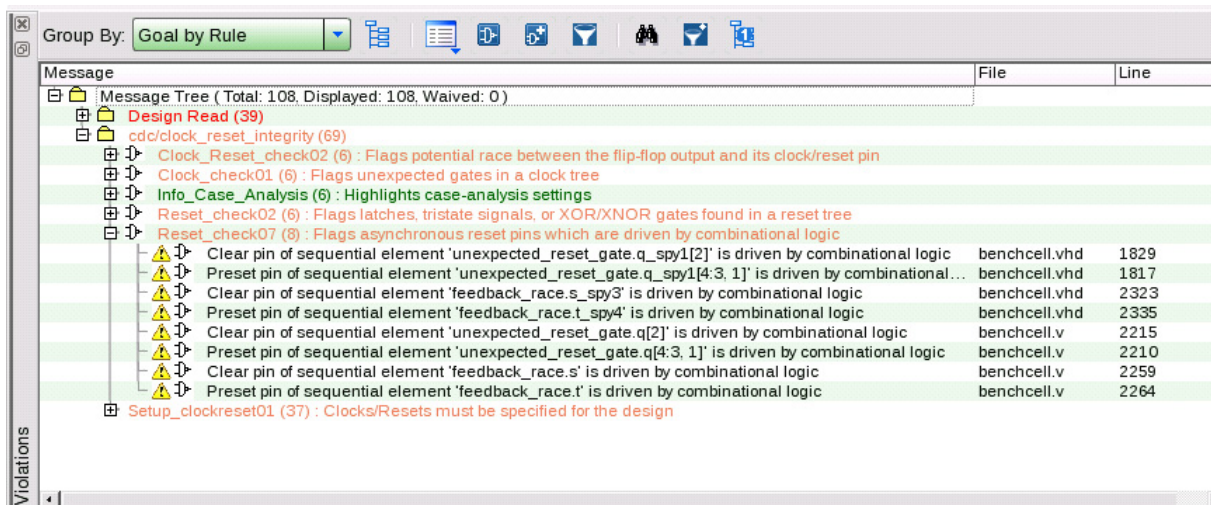 Group By: Goal by Rule
Message File Line
Message Tree ( Total: 108, Displayed: 108, Waived: 0 )
Design Read (39)
cdc/clock_reset_integrity (69)
Clock_Reset_check02 (6) : Flags potential race between the flip-flop output and its clock/reset pin
Clock_check01 (6) : Flags unexpected gates in a clock tree
Info_Case_Analysis (6) : Highlights case-analysis settings
Reset_check02 (6) : Flags latches, tristate signals, or XOR/XNOR gates found in a reset tree
Reset_check07 (8) : Flags asynchronous reset pins which are driven by combinational logic
Clear pin of sequential element 'unexpected_reset_gate.q_spy1[2]' is driven by combinational logic benchcell.vhd 1829
Preset pin of sequential element 'unexpected_reset_gate.q_spy1[4:3, 1]' is driven by combinational... benchcell.vhd 1817
Clear pin of sequential element 'feedback_race.s_spy3' is driven by combinational logic benchcell.vhd 2323
Preset pin of sequential element 'feedback_race.t_spy4' is driven by combinational logic benchcell.vhd 2335
Clear pin of sequential element 'unexpected_reset_gate.q[2]' is driven by combinational logic benchcell.v 2215
Preset pin of sequential element 'unexpected_reset_gate.q[4:3, 1]' is driven by combinational logic benchcell.v 2210
Clear pin of sequential element 'feedback_race.s' is driven by combinational logic benchcell.v 2259
Preset pin of sequential element 'feedback_race.t' is driven by combinational logic benchcell.v 2264
Setup_clockreset01 (37) : Clocks/Resets must be specified for the design
Violations